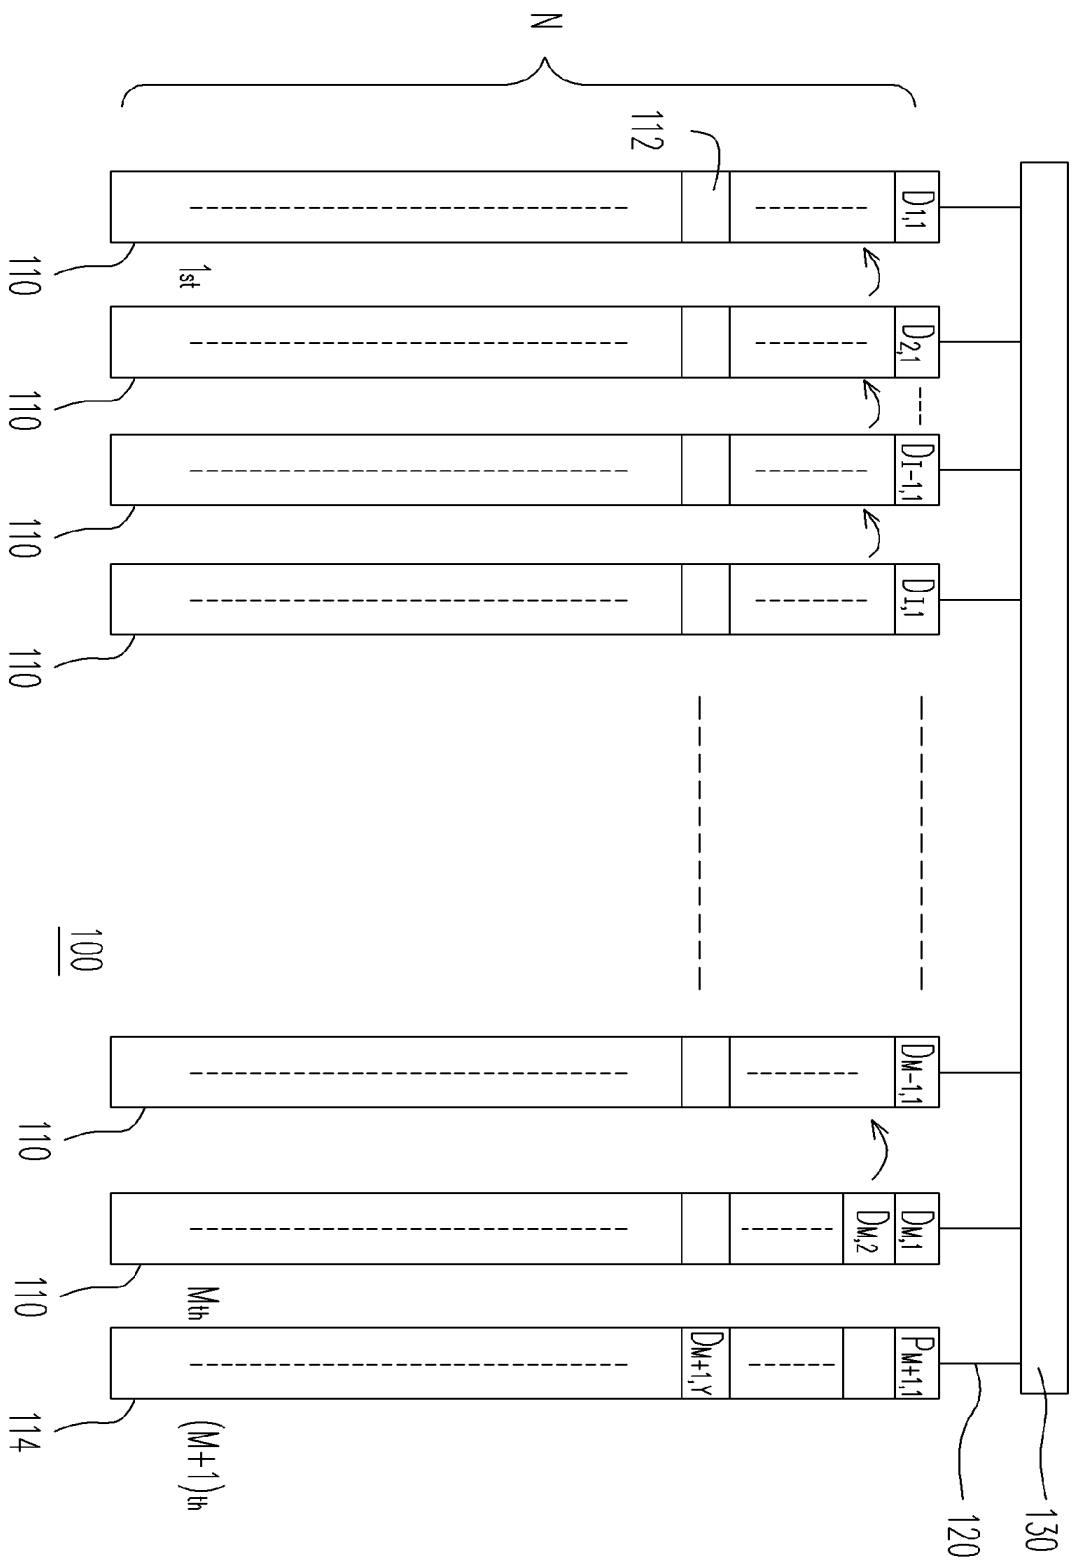 130
120
D1,1
D2,1
DI-1,1
DI,1
DM-1,1
DM,1
PM+1,1
DM,2
112
DM+1,Y
N
1st
Mth
(M+1)th
110
110
110
110
110
110
114
100